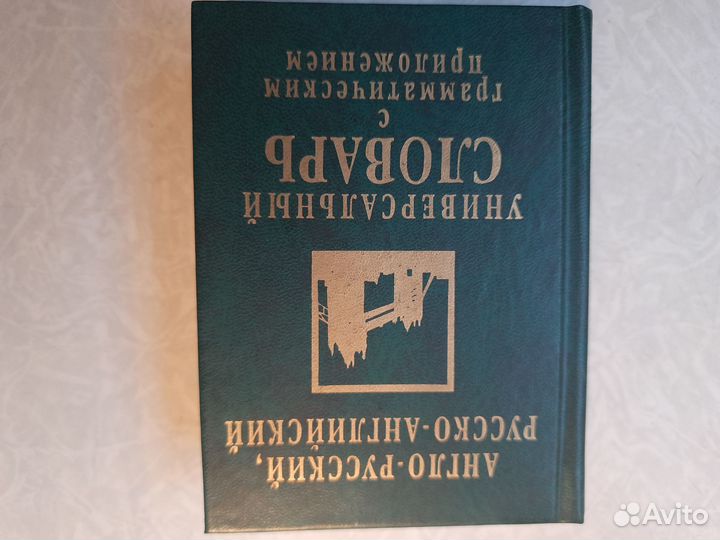 АНГЛО-РУССКИЙ,
РУССКО-АНГЛИЙСКИЙ
УНИВЕРСАЛЬНЫЙ
СЛОВАРЬ
С
грамматическим
приложением
Avito